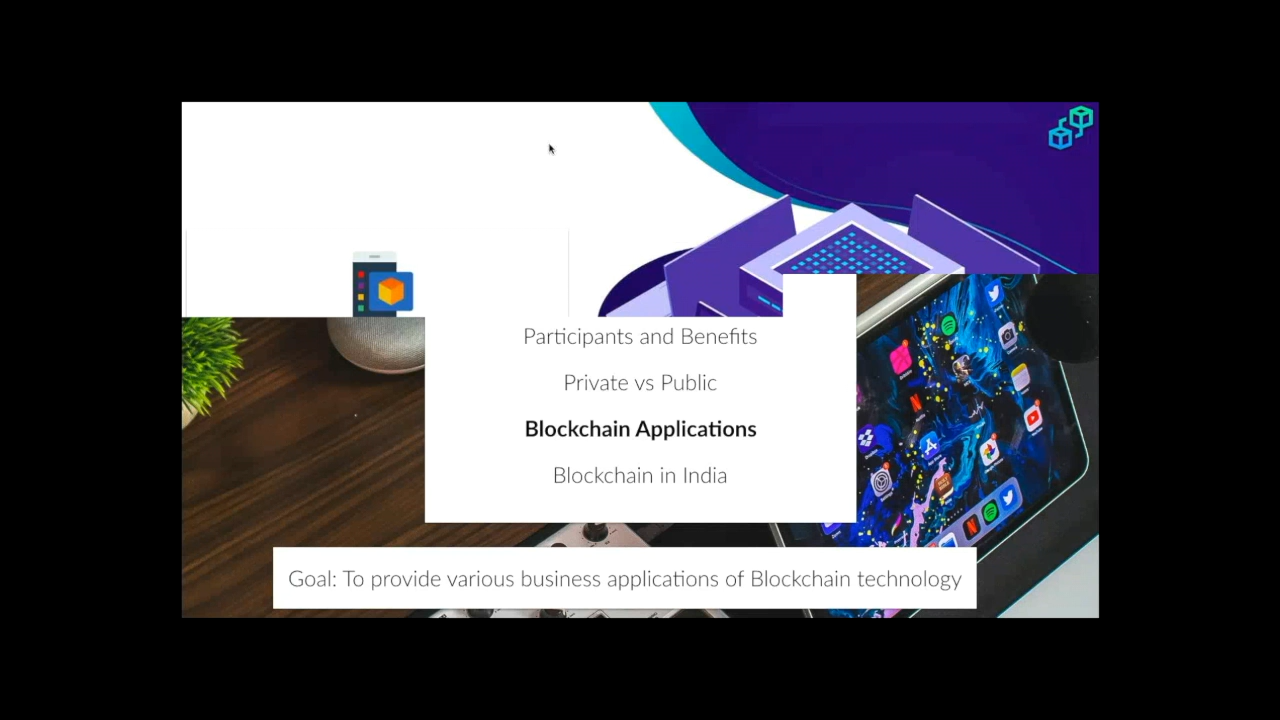 Participants and Benefits
Private vs Public
Blockchain Applications
Blockchain in India
Goal: To provide various business applications of Blockchain technology